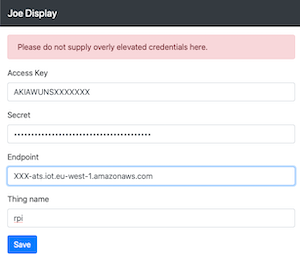 Joe Display
Please do not supply overly elevated credentials here.
Access Key
AKIAWUNSXXXXXXX
Secret
••••••••••••••••••••••••••••••••••••••••
Endpoint
XXX-ats.iot.eu-west-1.amazonaws.com
Thing name
rpi
Save